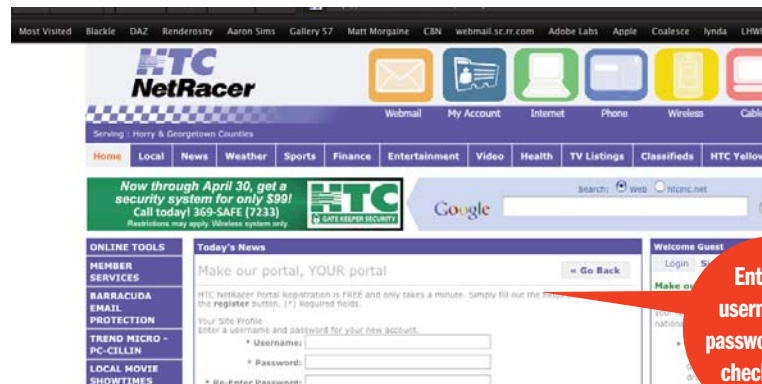 Most Visited Blackle DAZ Renderosity Aaron Sims Gallery 57 Matt Morgaine CBN webmail.sc.rr.com Adobe Labs Apple Coalesce lynda
HTC
NetRacer
Webmail My Account Internet Phone Wireless Cable
Serving : Horry & Georgetown Counties
Home Local News Weather Sports Finance Entertainment Video Health TV Listings Classifieds HTC Yellow
Now through April 30, get a
security system for only $99!
Call today! 369-SAFE (7233)
Restrictions may apply. Wireless system only.
HTC
GATE KEEPER SECURITY
Google
Search: Web htcinc.net
ONLINE TOOLS
MEMBER
SERVICES
BARRACUDA
EMAIL
PROTECTION
TREND MICRO -
PC-CILLIN
LOCAL MOVIE
SHOWTIMES
Today's News
Make our portal, YOUR portal
« Go Back
HTC NetRacer Portal Registration is FREE and only takes a minute. Simply fill out the fields
the register button. (*) Required fields.
Your Site Profile
Enter a username and password for your new account.
* Username:
* Password:
* Re-Enter Password:
Welcome Guest
Login
Make